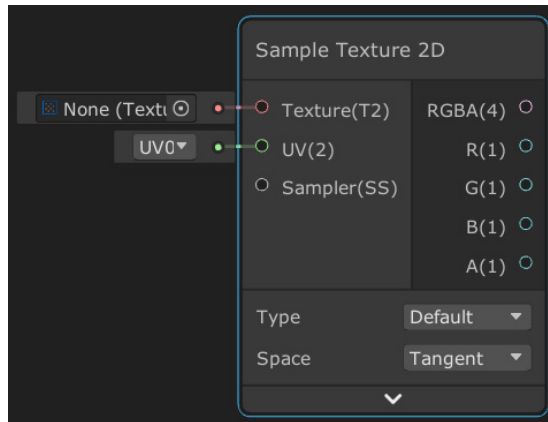 Sample Texture 2D
None (Textu
Texture(T2)
RGBA(4)
UV0
UV(2)
R(1)
Sampler(SS)
G(1)
B(1)
A(1)
Type
Default
Space
Tangent